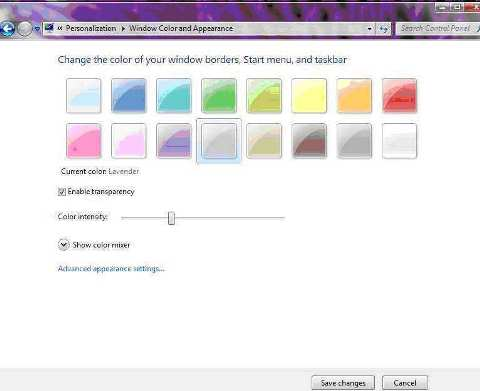 « Personalization ▸ Window Color and Appearance
Search Control Panel
Change the color of your window borders, Start menu, and taskbar
Current color: Lavender
Enable transparency
Color intensity:
Show color mixer
Advanced appearance settings...
Save changes
Cancel